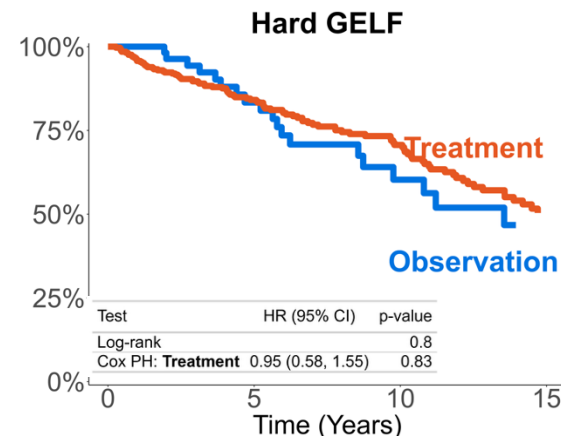 Hard GELF
100%
75%
Treatment
50%
Observation
25%
Test HR (95% CI) p-value
Log-rank 0.8
Cox PH: Treatment 0.95 (0.58, 1.55) 0.83
0%
0 5 10 15
Time (Years)